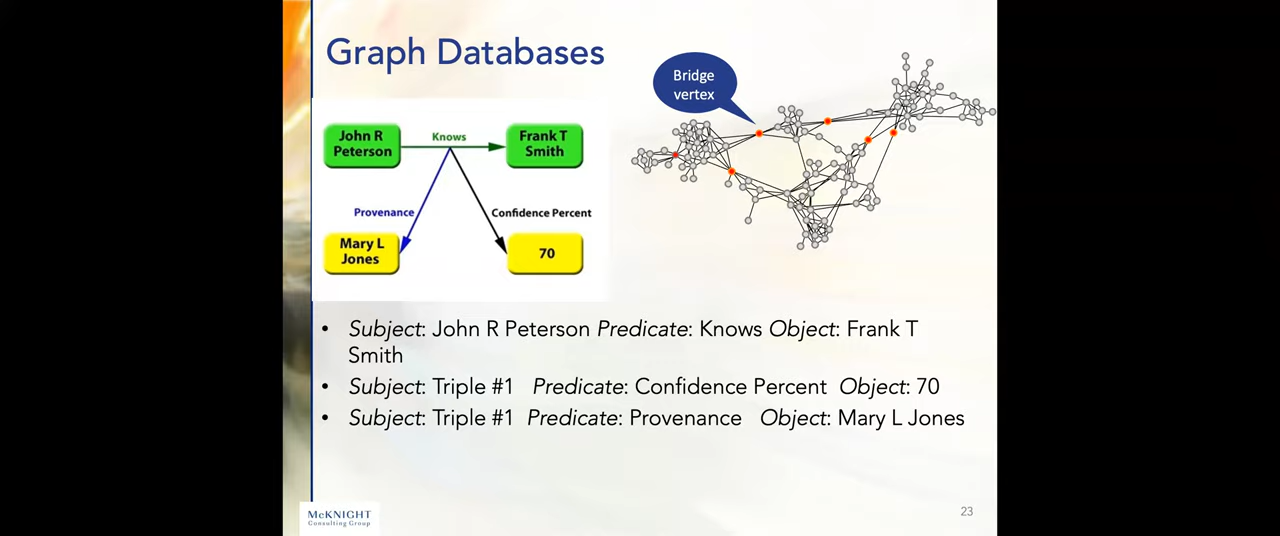 Graph Databases
Bridge
vertex
John R
Peterson
Knows
Frank T
Smith
Provenance
Confidence Percent
Mary L
Jones
70
• Subject: John R Peterson Predicate: Knows Object: Frank T
Smith
• Subject: Triple #1 Predicate: Confidence Percent Object: 70
• Subject: Triple #1 Predicate: Provenance Object: Mary L Jones
McKNIGHT
Consulting Group
23